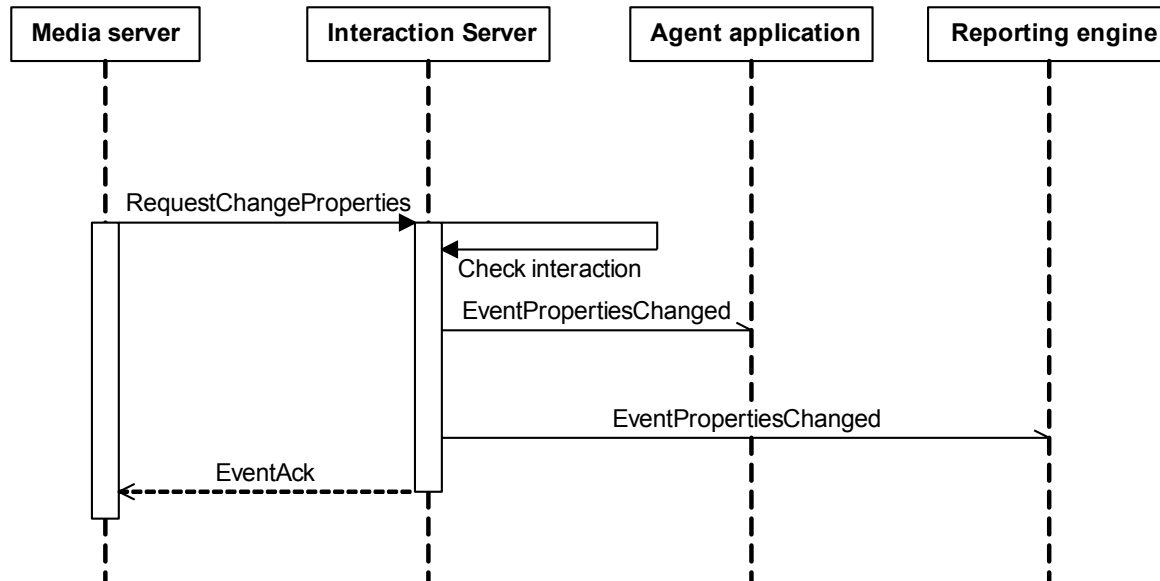 Media server
Interaction Server
Agent application
Reporting engine
RequestChangeProperties
Check interaction
EventPropertiesChanged
EventPropertiesChanged
EventAck